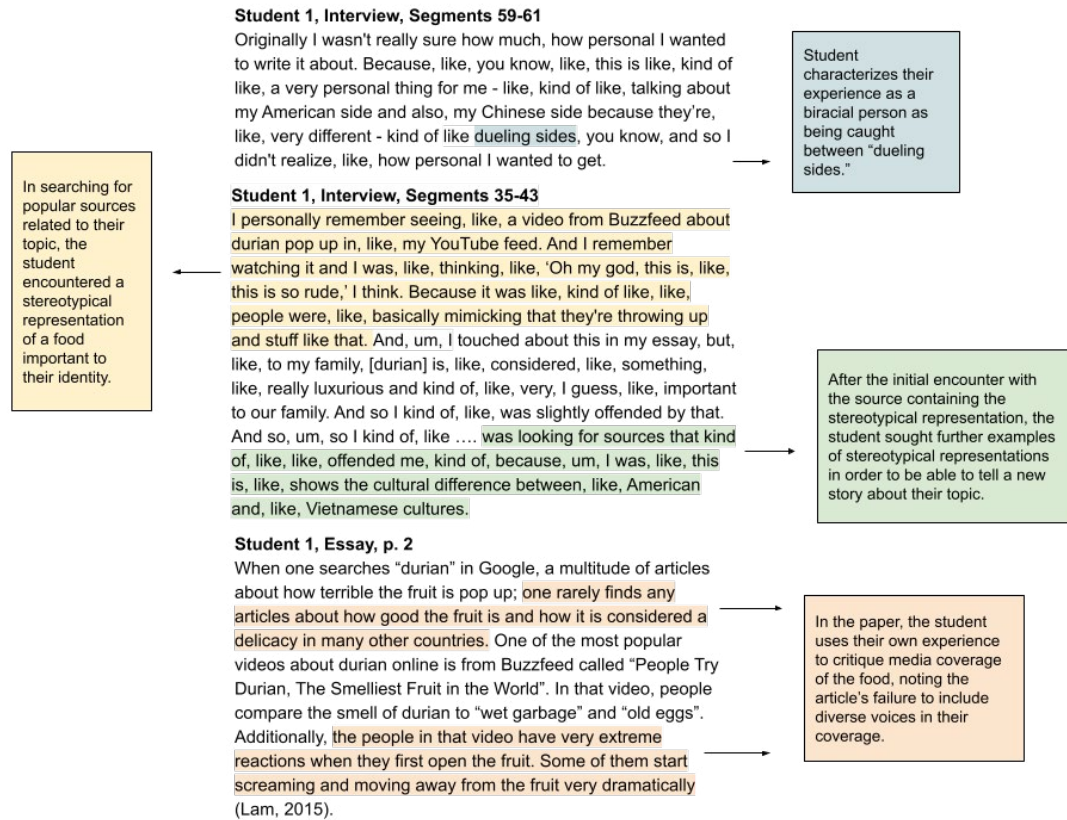 Student 1, Interview, Segments 59-61
Originally I wasn't really sure how much, how personal I wanted
to write it about. Because, like, you know, like, this is like, kind of
like, a very personal thing for me - like, kind of like, talking about
my American side and also, my Chinese side because they're,
like, very different - kind of like dueling sides, you know, and so I
didn't realize, like, how personal I wanted to get.
Student
characterizes their
experience as a
biracial person as
being caught
between “dueling
sides.”
Student 1, Interview, Segments 35-43
I personally remember seeing, like, a video from Buzzfeed about
durian pop up in, like, my YouTube feed. And I remember
watching it and I was, like, thinking, like, ‘Oh my god, this is, like,
this is so rude,’ I think. Because it was like, kind of like, like,
people were, like, basically mimicking that they're throwing up
and stuff like that. And, um, I touched about this in my essay, but,
like, to my family, [durian] is, like, considered, like, something,
like, really luxurious and kind of, like, very, I guess, like, important
to our family. And so I kind of, like, was slightly offended by that.
And so, um, so I kind of, like …. was looking for sources that kind
of, like, like, offended me, kind of, because, um, I was, like, this
is, like, shows the cultural difference between, like, American
and, like, Vietnamese cultures.
In searching for
popular sources
related to their
topic, the
student
encountered a
stereotypical
representation
of a food
important to
their identity.
After the initial encounter with
the source containing the
stereotypical representation, the
student sought further examples
of stereotypical representations
in order to be able to tell a new
story about their topic.
Student 1, Essay, p. 2
When one searches “durian” in Google, a multitude of articles
about how terrible the fruit is pop up; one rarely finds any
articles about how good the fruit is and how it is considered a
delicacy in many other countries. One of the most popular
videos about durian online is from Buzzfeed called “People Try
Durian, The Smelliest Fruit in the World”. In that video, people
compare the smell of durian to “wet garbage” and “old eggs”.
Additionally, the people in that video have very extreme
reactions when they first open the fruit. Some of them start
screaming and moving away from the fruit very dramatically
(Lam, 2015).
In the paper, the student
uses their own experience
to critique media coverage
of the food, noting the
article's failure to include
diverse voices in their
coverage.